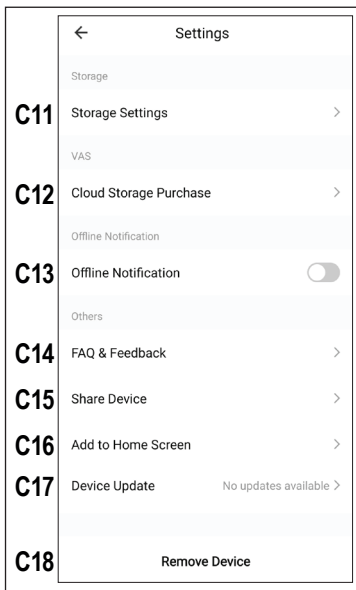 Settings
Storage
C11 Storage Settings
VAS
C12 Cloud Storage Purchase
Offline Notification
C13 Offline Notification
Others
C14 FAQ & Feedback
C15 Share Device
C16 Add to Home Screen
C17 Device Update No updates available
C18 Remove Device